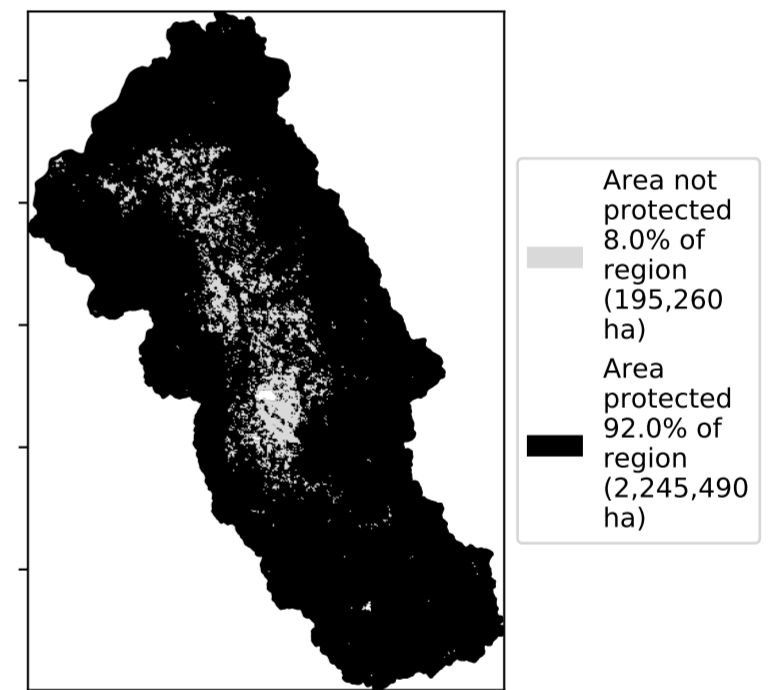 Area not
protected
8.0% of
region
(195,260
ha)
Area
protected
92.0% of
region
(2,245,490
ha)